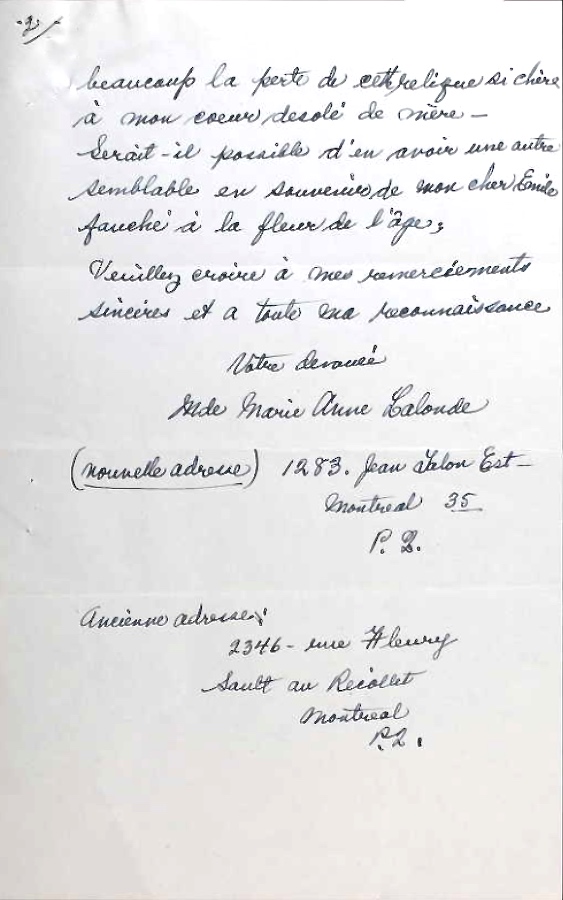 -2/
beaucoup la perte de cette relique si chère
à mon coeur desolé de mère -
Serait-il possible d'en avoir une autre
semblable en souvenir de mon cher Emile
fauché à la fleur de l'âge,
Veuillez croire à mes remerciements
sincères et a toute ma reconnaissance
Votre devouée
Mde Marie Anne Lalonde
(nouvelle adresse) 1283. Jean Talon Est -
Montreal 35
P. Q.
Ancienne adresse:
2346 - rue Fleury
Sault au Recollet
Montreal
P.Q.